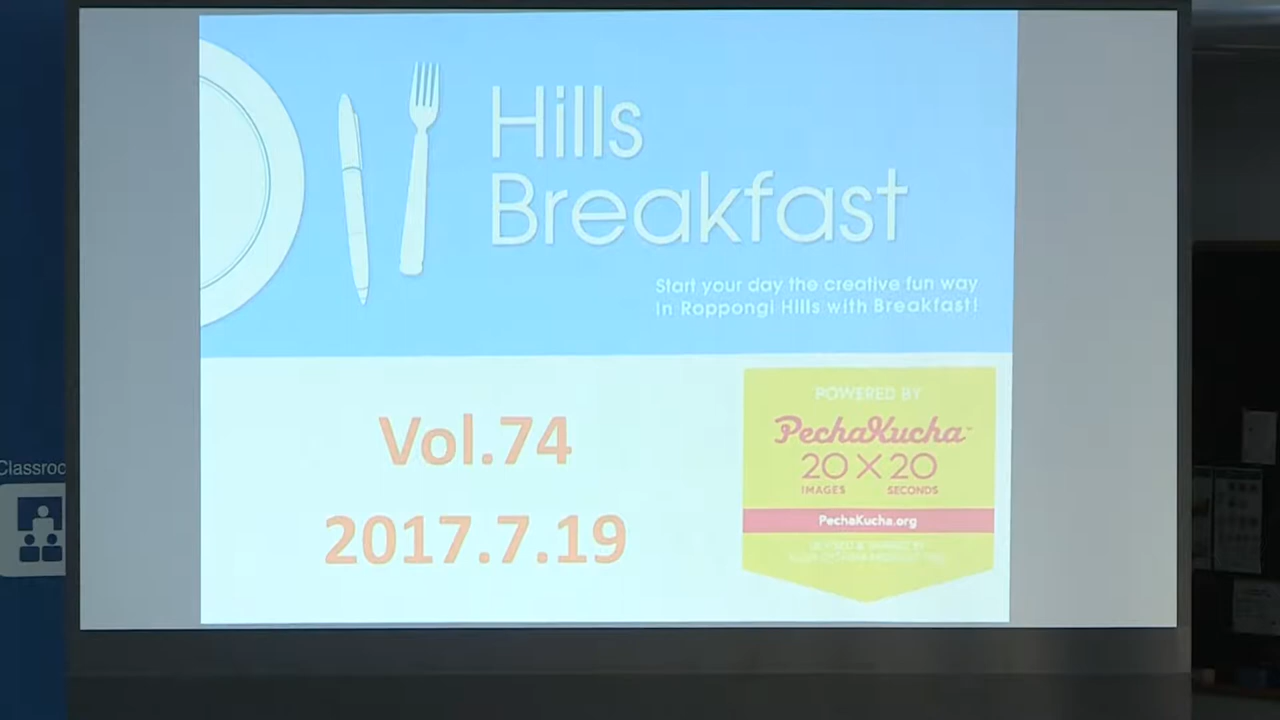 Hills
Breakfast
Start your day the creative fun way
in Roppongi Hills with Breakfast!
Vol.74
2017.7.19
POWERED BY
PechaKucha
20 X 20
IMAGES SECONDS
PechaKucha.org